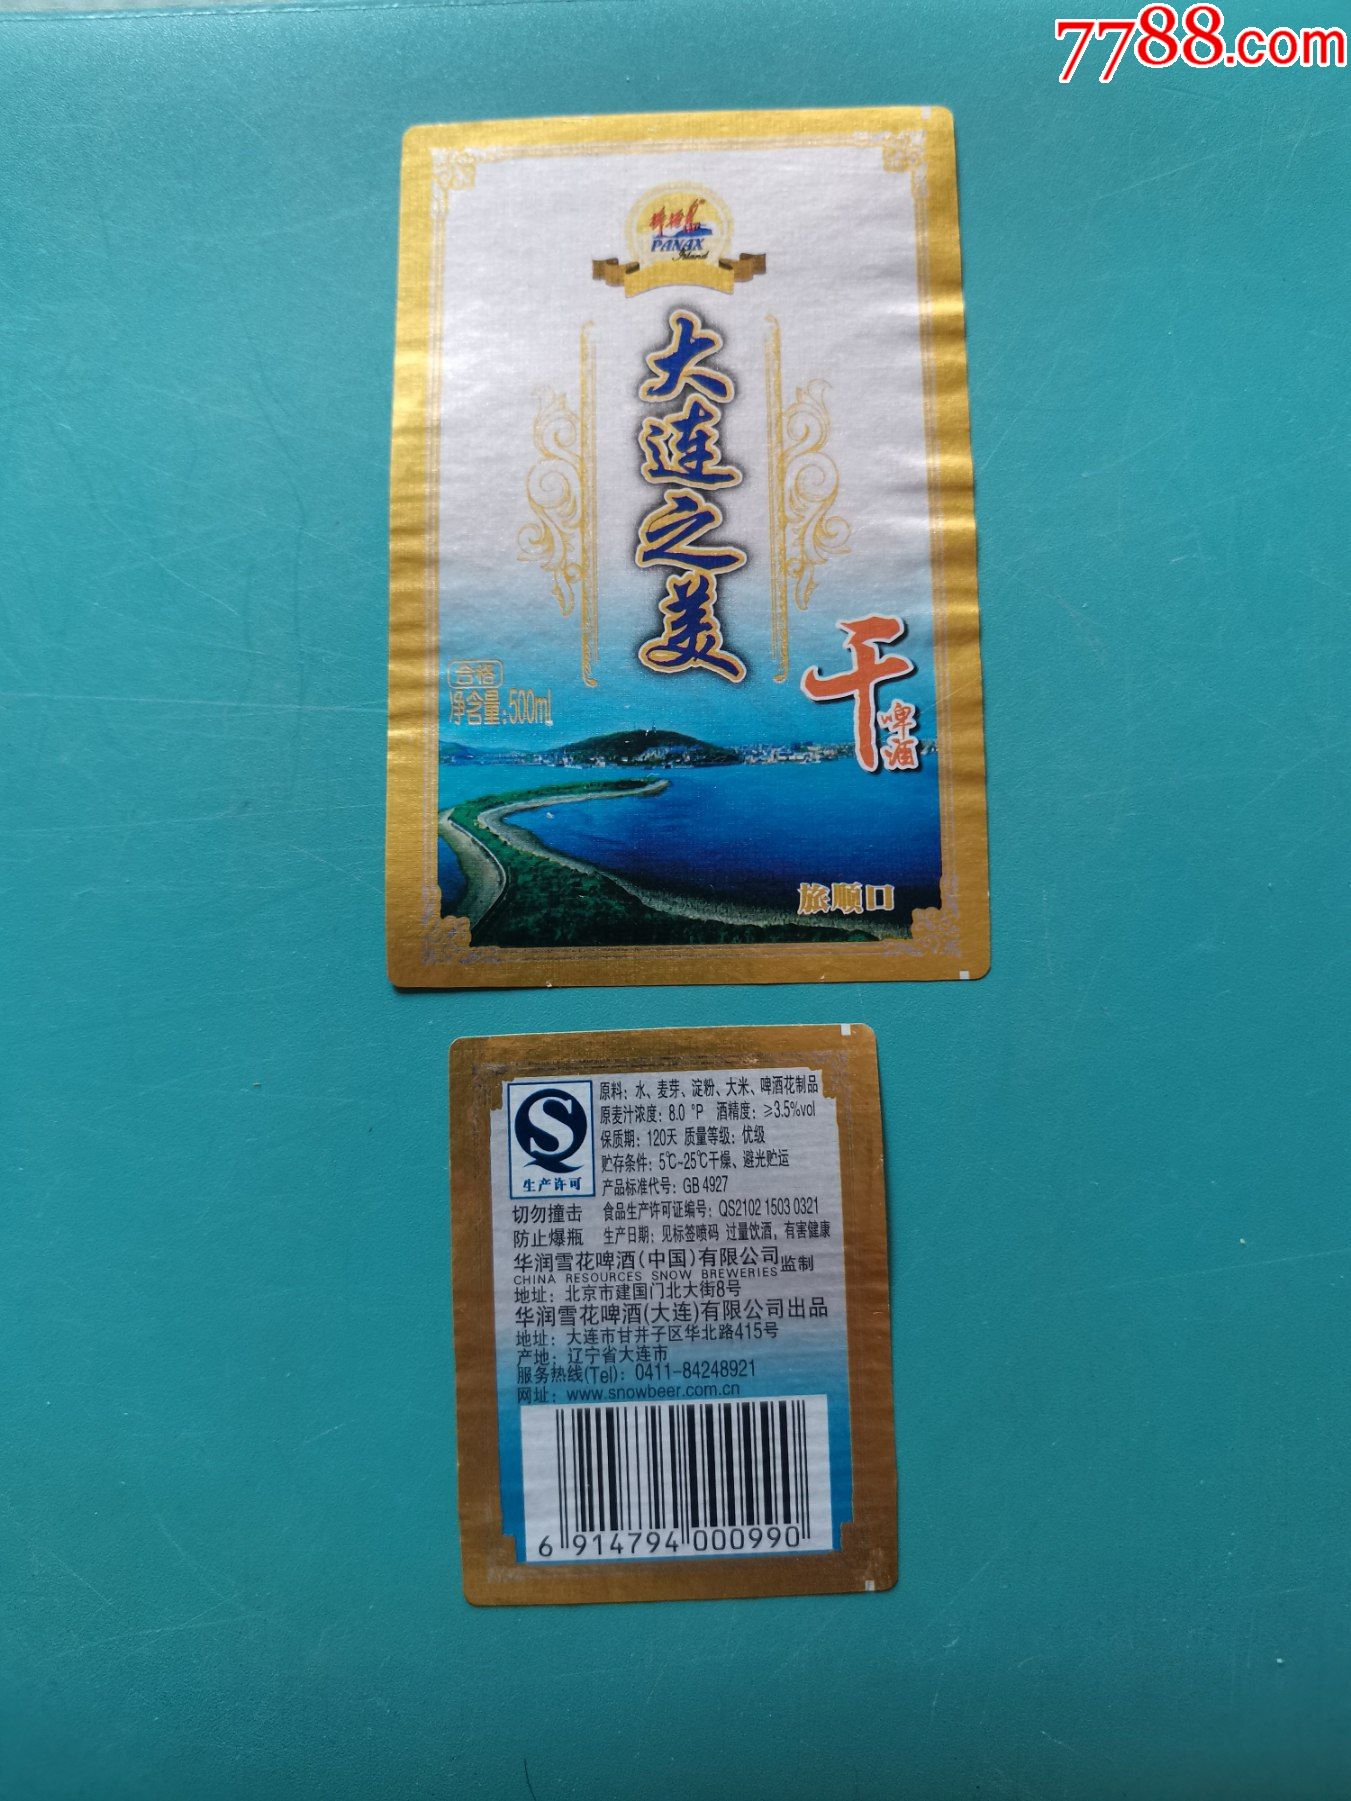 7788.com
棒棰岛®
PANAX
Island
大连之美
合格
净含量:500ml
干
啤酒
旅顺口
原料：水、麦芽、淀粉、大米、啤酒花制品
原麦汁浓度：8.0 °P 酒精度：≥3.5%vol
保质期：120天 质量等级：优级
贮存条件：5℃~25℃干燥、避光贮运
产品标准代号：GB 4927
生产许可
切勿撞击 食品生产许可证编号：QS2102 1503 0321
防止爆瓶 生产日期：见标签喷码 过量饮酒，有害健康
华润雪花啤酒(中国)有限公司监制
CHINA RESOURCES SNOW BREWERIES
地址：北京市建国门北大街8号
华润雪花啤酒(大连)有限公司出品
地址：大连市甘井子区华北路415号
产地：辽宁省大连市
服务热线(Tel)：0411-84248921
网址：www.snowbeer.com.cn
6 914794 000990